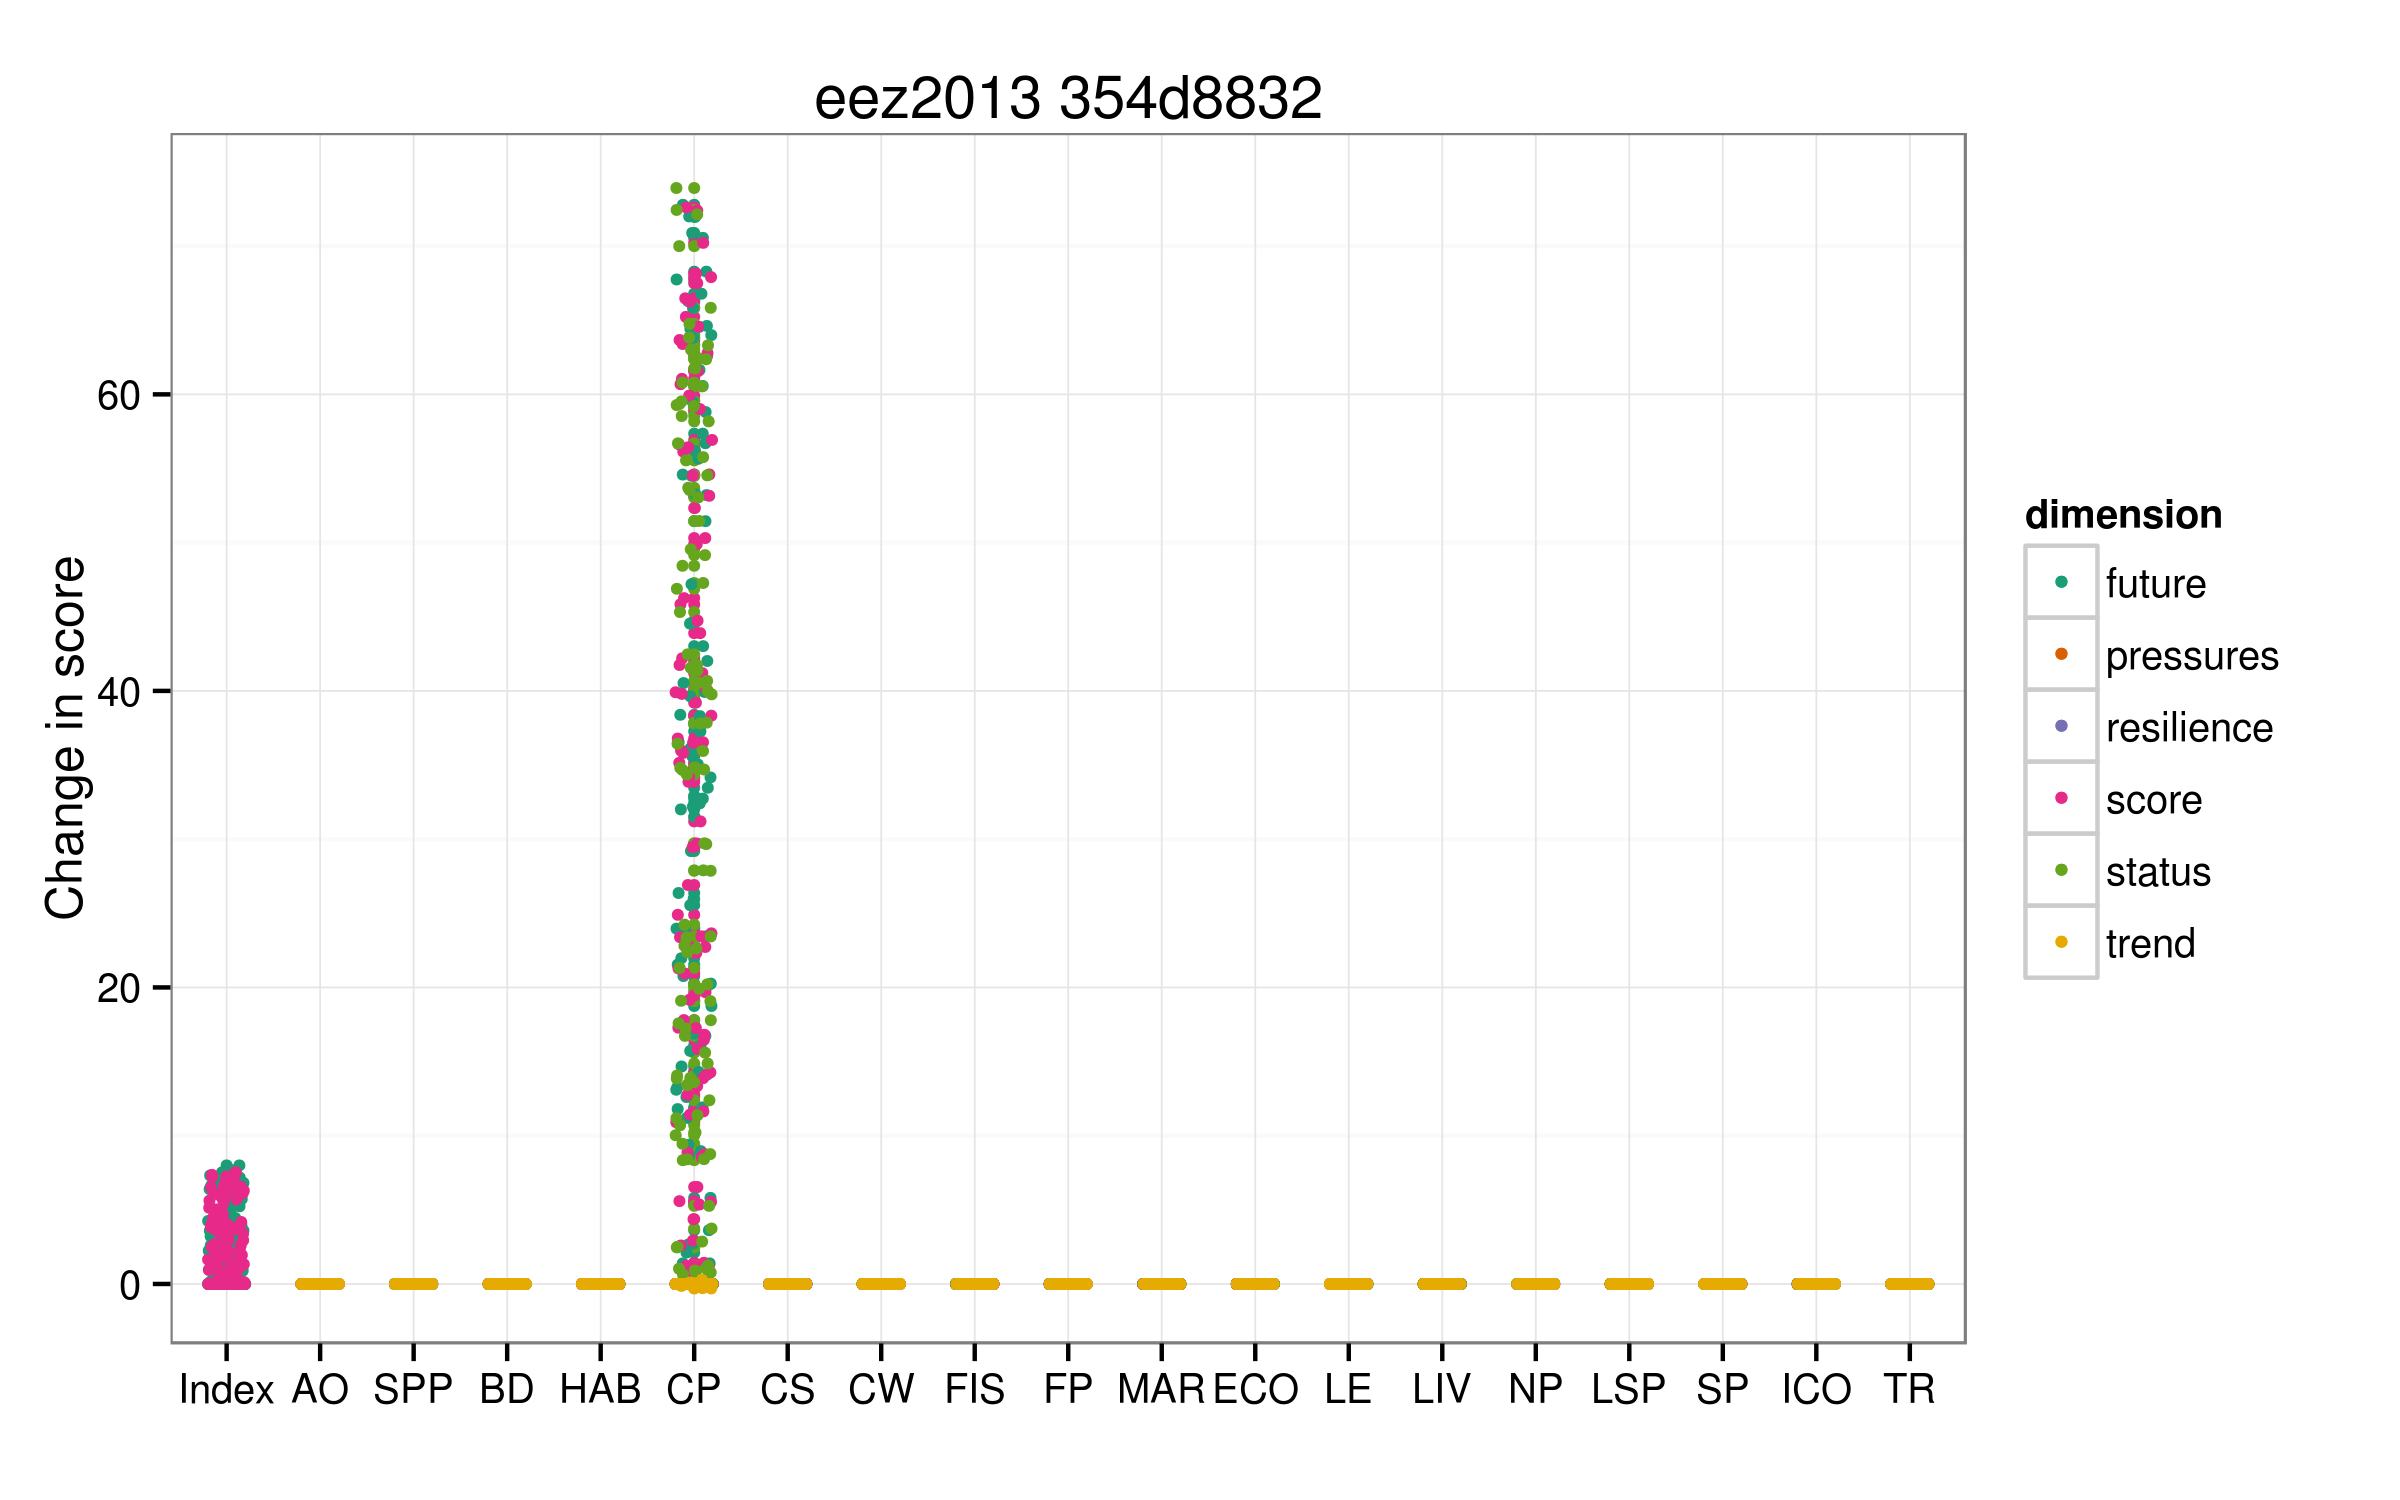 eez2013 354d8832
Change in score
60
40
20
0
Index AO SPP BD HAB CP CS CW FIS FP MAR ECO LE LIV NP LSP SP ICO TR
dimension
future
pressures
resilience
score
status
trend